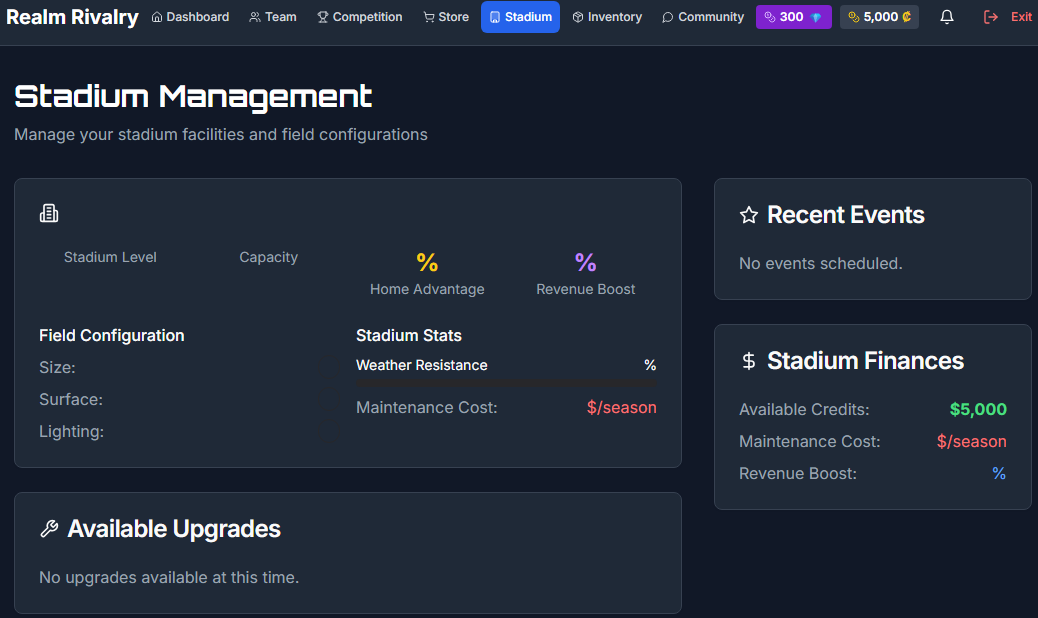 Realm Rivalry Dashboard Team Competition Store Stadium Inventory Community 300 5,000 ₡ Exit
Stadium Management
Manage your stadium facilities and field configurations
Stadium Level
Capacity
%
Home Advantage
%
Revenue Boost
Field Configuration
Size:
Surface:
Lighting:
Stadium Stats
Weather Resistance %
Maintenance Cost: $/season
Available Upgrades
No upgrades available at this time.
Recent Events
No events scheduled.
$ Stadium Finances
Available Credits: $5,000
Maintenance Cost: $/season
Revenue Boost: %